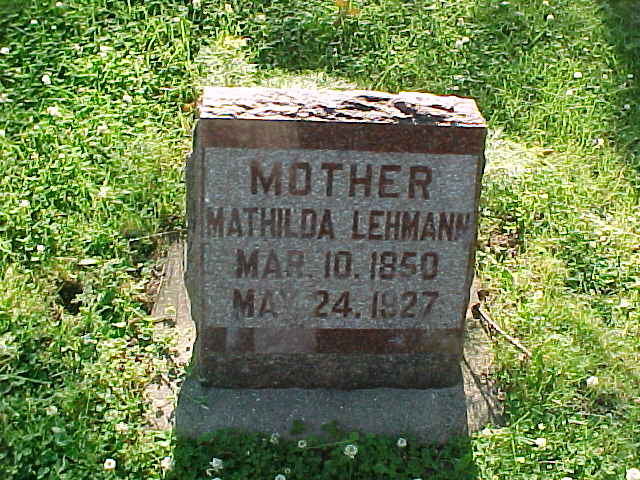 MOTHER
MATHILDA LEHMANN
MAR. 10. 1850
MAY 24. 1927